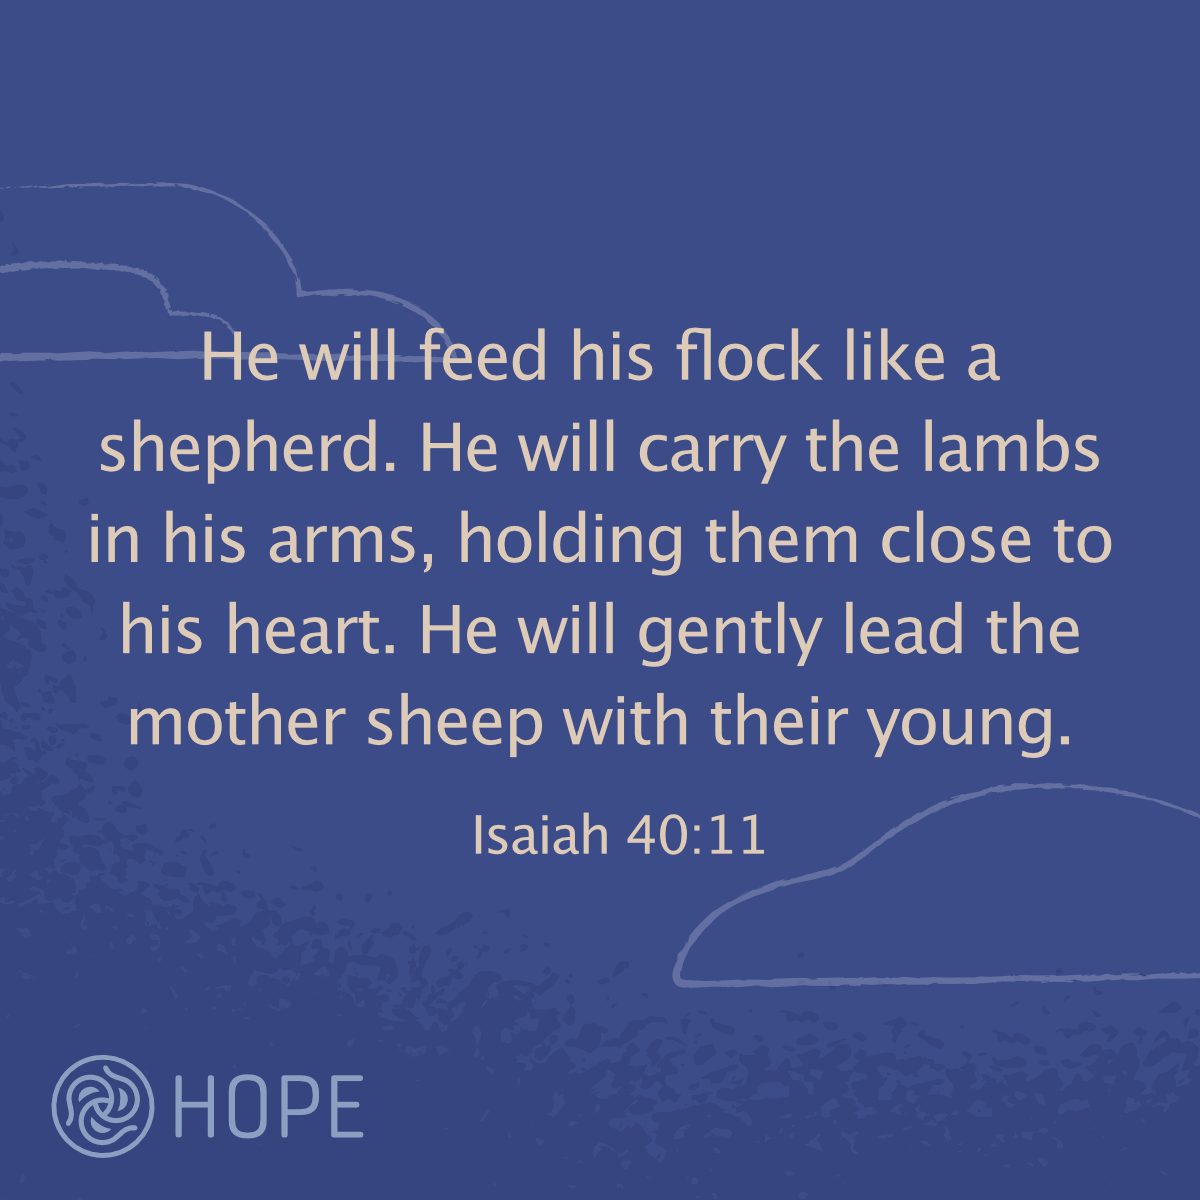 He will feed his flock like a
shepherd. He will carry the lambs
in his arms, holding them close to
his heart. He will gently lead the
mother sheep with their young.
Isaiah 40:11
HOPE